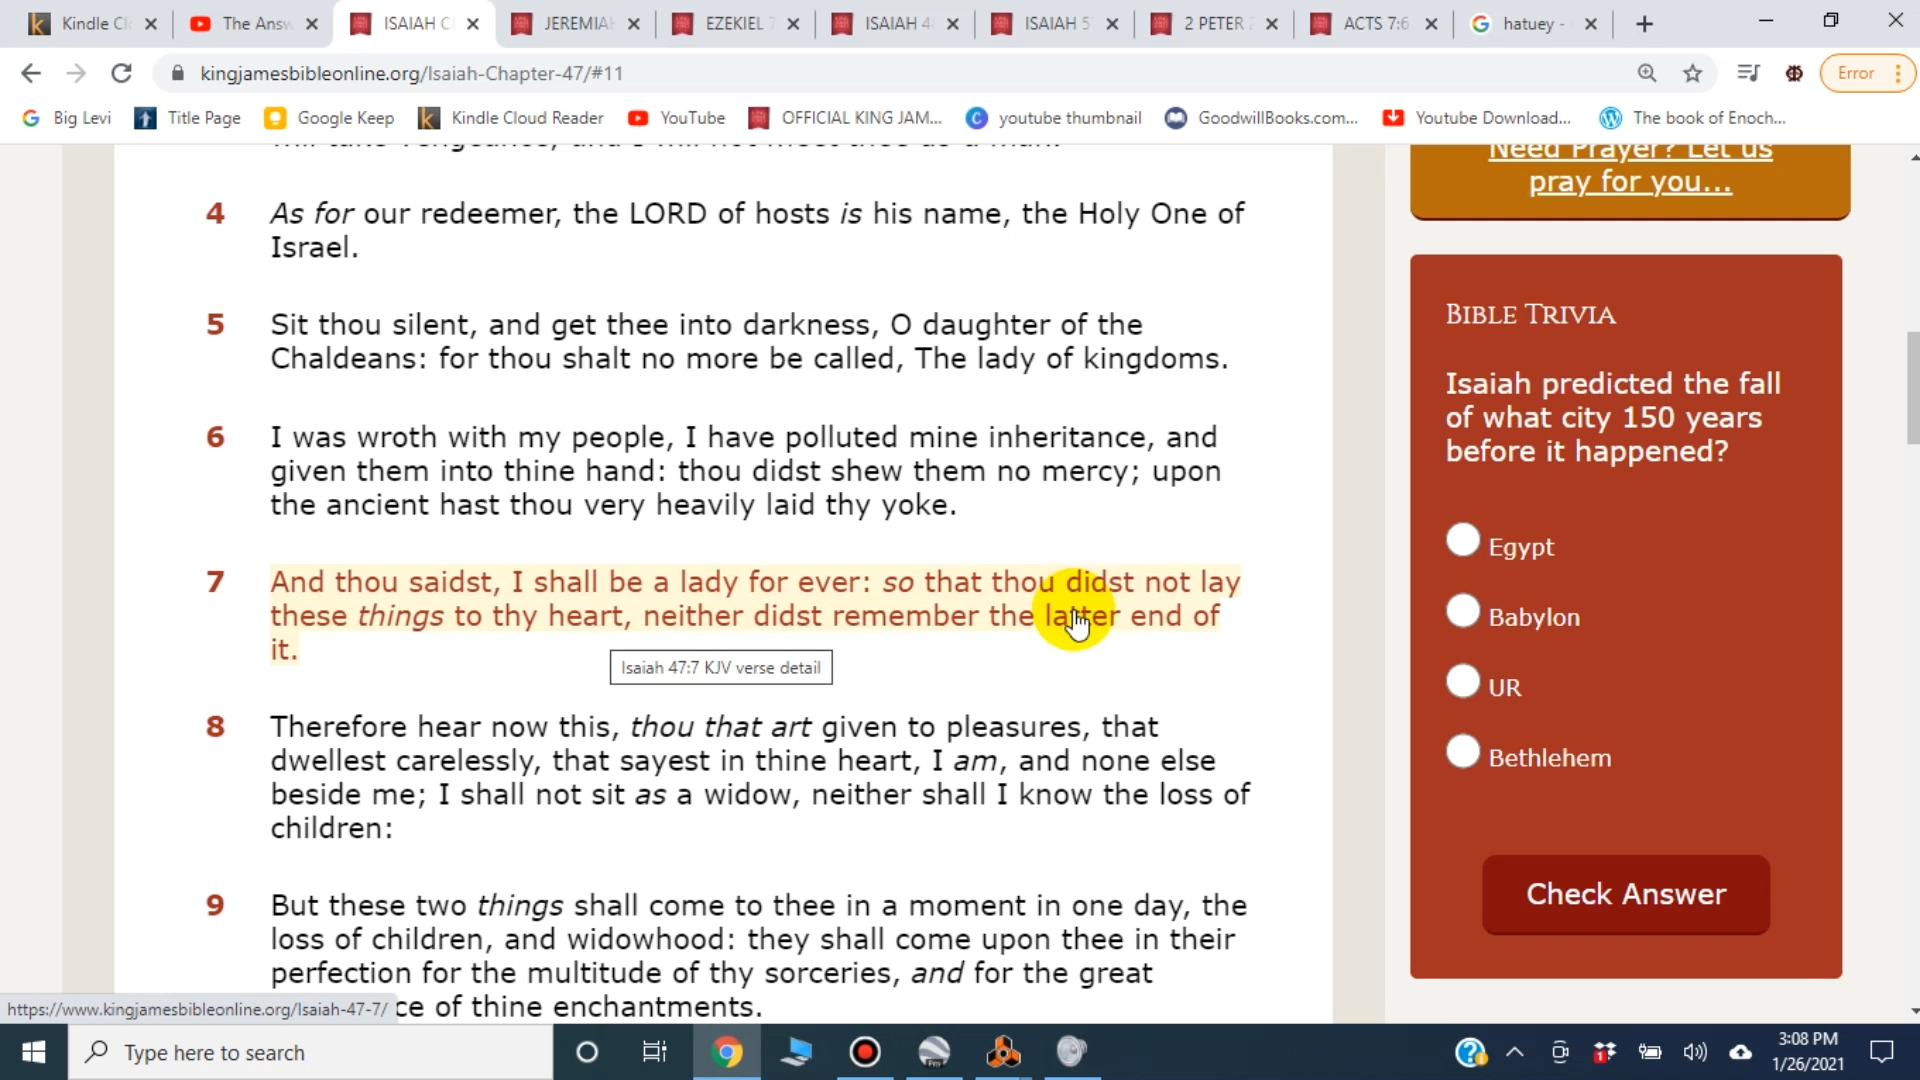 Kindle Cl
The Answ
ISAIAH C
JEREMIAH
EZEKIEL
ISAIAH 4
ISAIAH 5
2 PETER
ACTS 7:6
hatuey -
kingjamesbibleonline.org/Isaiah-Chapter-47/#11
Error
Big Levi
Title Page
Google Keep
Kindle Cloud Reader
YouTube
OFFICIAL KING JAM...
youtube thumbnail
GoodwillBooks.com...
Youtube Download...
The book of Enoch...
will take vengeance, and I will not meet thee as a man.
4 As for our redeemer, the LORD of hosts is his name, the Holy One of
Israel.
5 Sit thou silent, and get thee into darkness, O daughter of the
Chaldeans: for thou shalt no more be called, The lady of kingdoms.
6 I was wroth with my people, I have polluted mine inheritance, and
given them into thine hand: thou didst shew them no mercy; upon
the ancient hast thou very heavily laid thy yoke.
7 And thou saidst, I shall be a lady for ever: so that thou didst not lay
these things to thy heart, neither didst remember the latter end of
it.
Isaiah 47:7 KJV verse detail
8 Therefore hear now this, thou that art given to pleasures, that
dwellest carelessly, that sayest in thine heart, I am, and none else
beside me; I shall not sit as a widow, neither shall I know the loss of
children:
9 But these two things shall come to thee in a moment in one day, the
loss of children, and widowhood: they shall come upon thee in their
perfection for the multitude of thy sorceries, and for the great
ce of thine enchantments.
https://www.kingjamesbibleonline.org/Isaiah-47-7/
Need Prayer? Let us
pray for you...
BIBLE TRIVIA
Isaiah predicted the fall
of what city 150 years
before it happened?
Egypt
Babylon
UR
Bethlehem
Check Answer
Type here to search
3:08 PM
1/26/2021